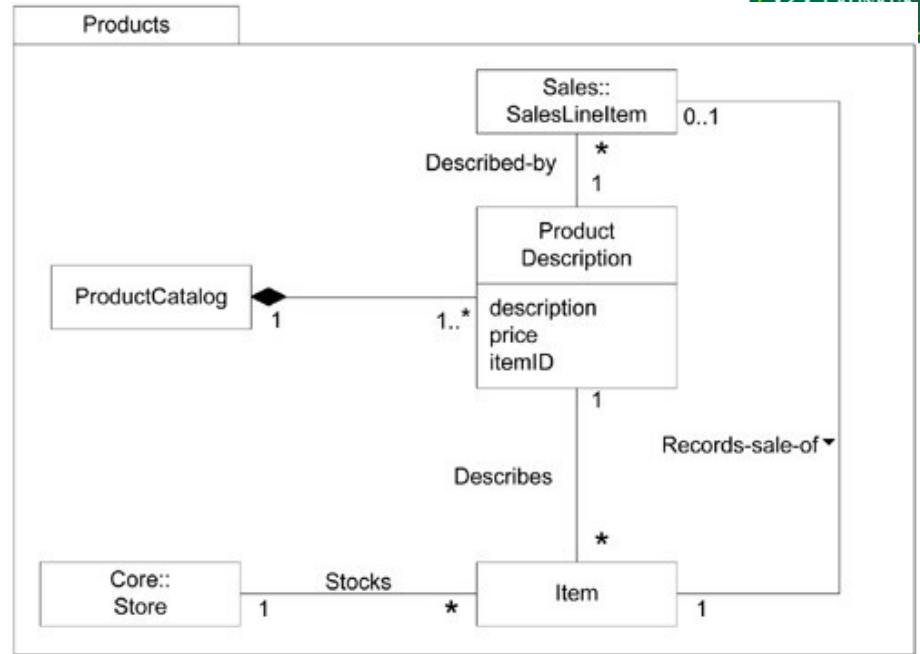 Products
Sales::
SalesLineItem
0..1
*
Described-by
1
Product
Description
ProductCatalog
1
1..*
description
price
itemID
1
Records-sale-of
Describes
*
Core::
Store
Stocks
1
*
Item
1